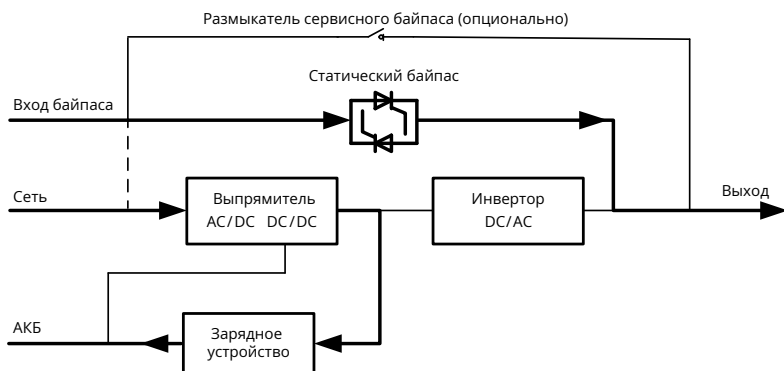 Размыкатель сервисного байпаса (опционально)
Статический байпас
Вход байпаса
Сеть
Выпрямитель
AC/DC DC/DC
Инвертор
DC/AC
Выход
АКБ
Зарядное
устройство